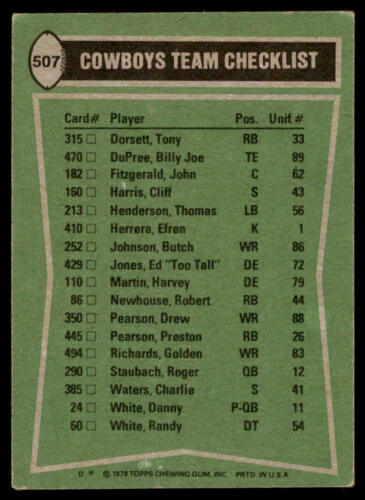 507 COWBOYS TEAM CHECKLIST
Card# Player Pos. Unif.#
315 Dorsett, Tony RB 33
470 DuPree, Billy Joe TE 89
182 Fitzgerald, John C 62
160 Harris, Cliff S 43
213 Henderson, Thomas LB 56
410 Herrera, Efren K 1
252 Johnson, Butch WR 86
429 Jones, Ed "Too Tall" DE 72
110 Martin, Harvey DE 79
86 Newhouse, Robert RB 44
350 Pearson, Drew WR 88
445 Pearson, Preston RB 26
494 Richards, Golden WR 83
290 Staubach, Roger QB 12
385 Waters, Charlie S 41
24 White, Danny P-QB 11
60 White, Randy DT 54
D * © 1978 TOPPS CHEWING GUM, INC. PRTD. IN U.S.A.